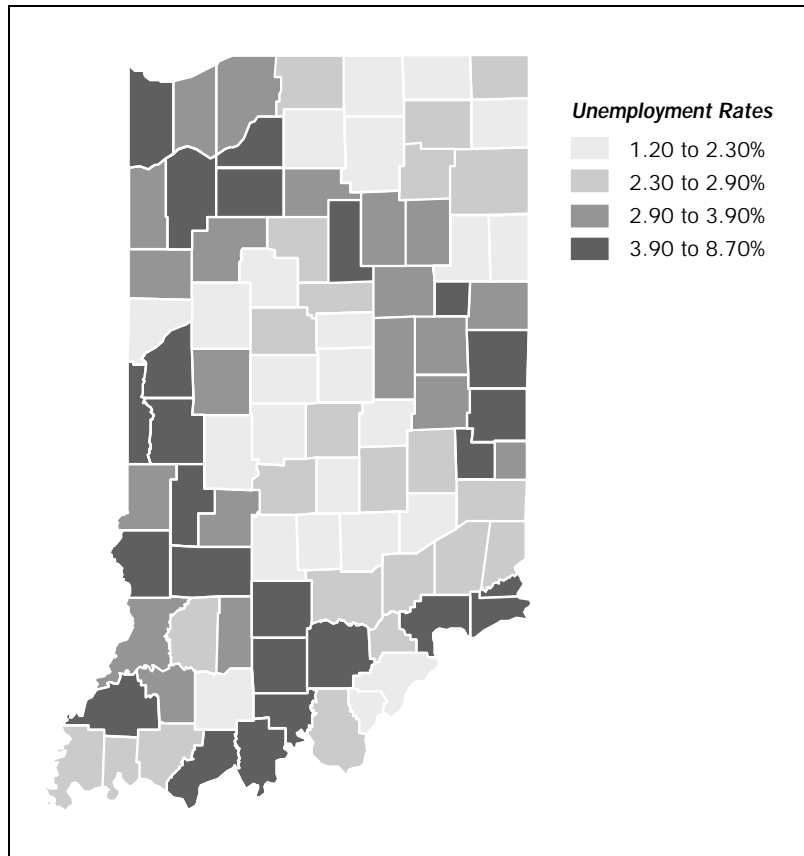 Unemployment Rates
1.20 to 2.30%
2.30 to 2.90%
2.90 to 3.90%
3.90 to 8.70%